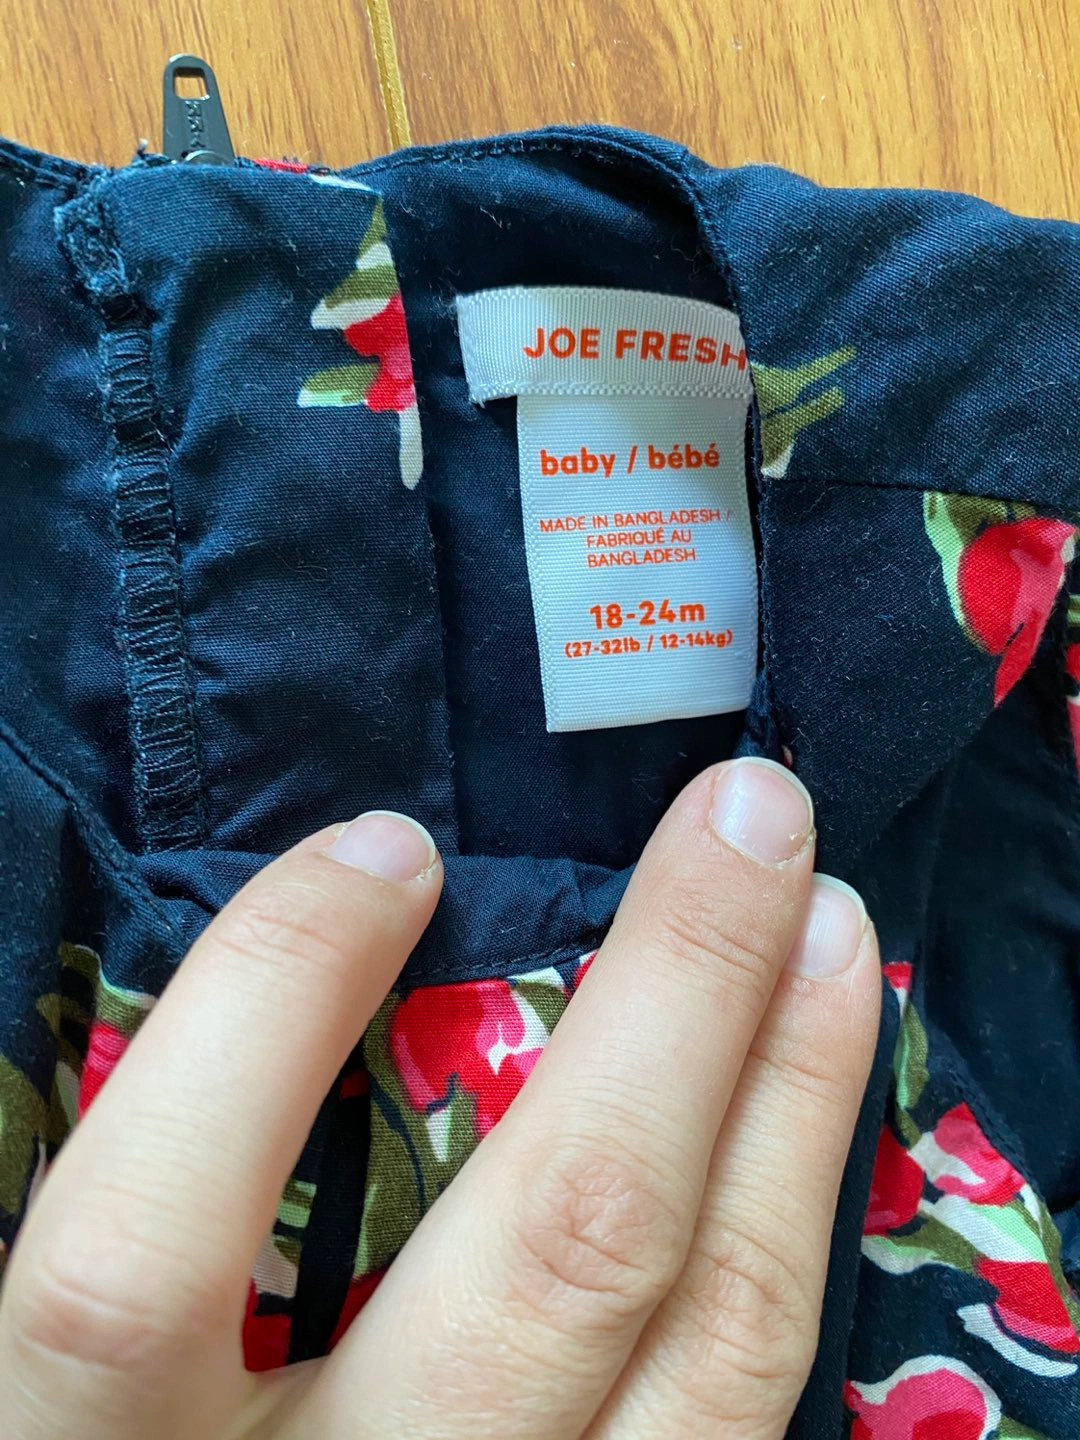 JOE FRESH
baby / bébé
MADE IN BANGLADESH /
FABRIQUÉ AU
BANGLADESH
18-24m
(27-32lb / 12-14kg)